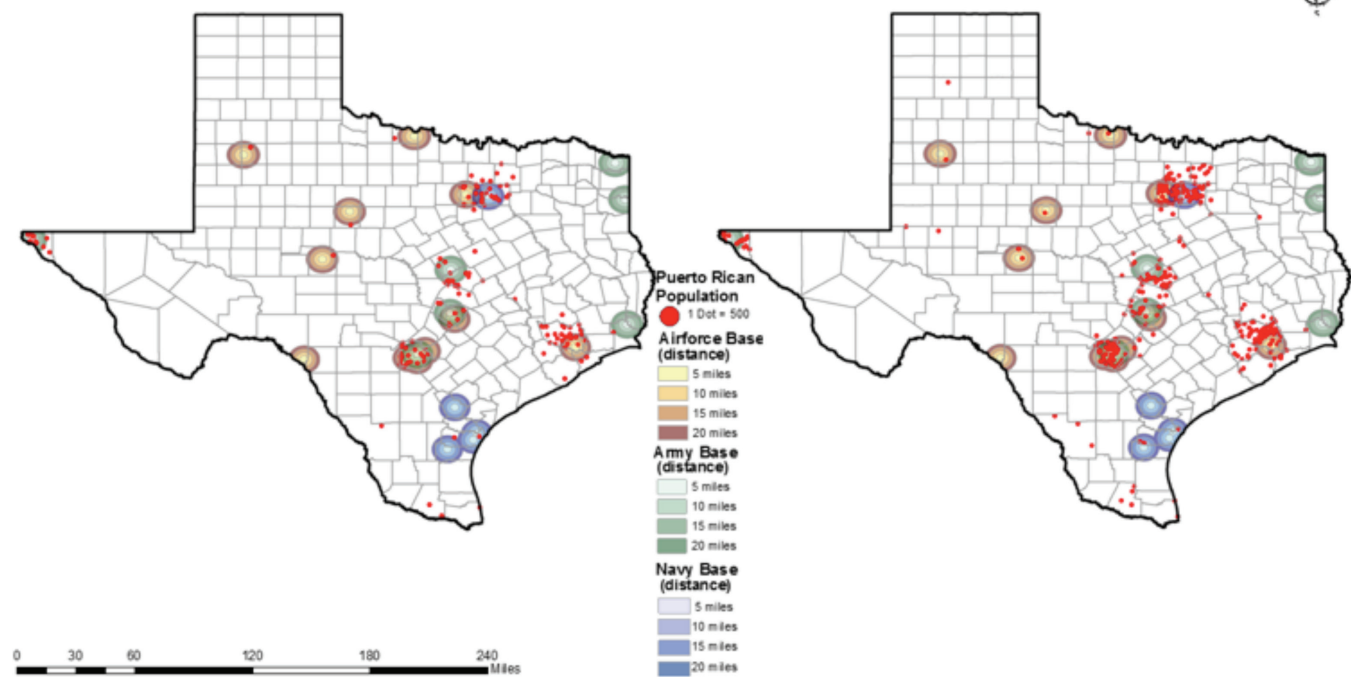 s
Puerto Rican
Population
1 Dot = 500
Airforce Base
(distance)
5 miles
10 miles
15 miles
20 miles
Army Base
(distance)
5 miles
10 miles
15 miles
20 miles
Navy Base
(distance)
5 miles
10 miles
15 miles
20 miles
0 30 60 120 180 240
Miles